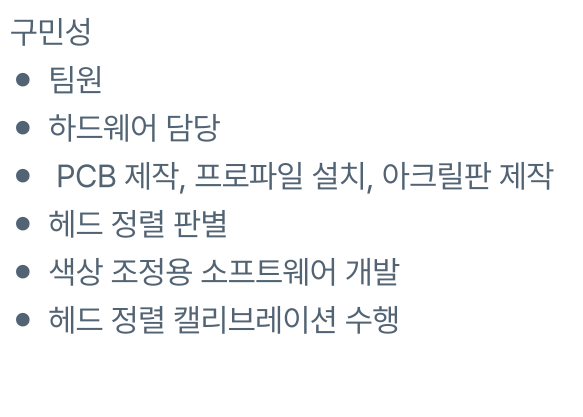 구민성
● 팀원
● 하드웨어 담당
● PCB 제작, 프로파일 설치, 아크릴판 제작
● 헤드 정렬 판별
● 색상 조정용 소프트웨어 개발
● 헤드 정렬 캘리브레이션 수행